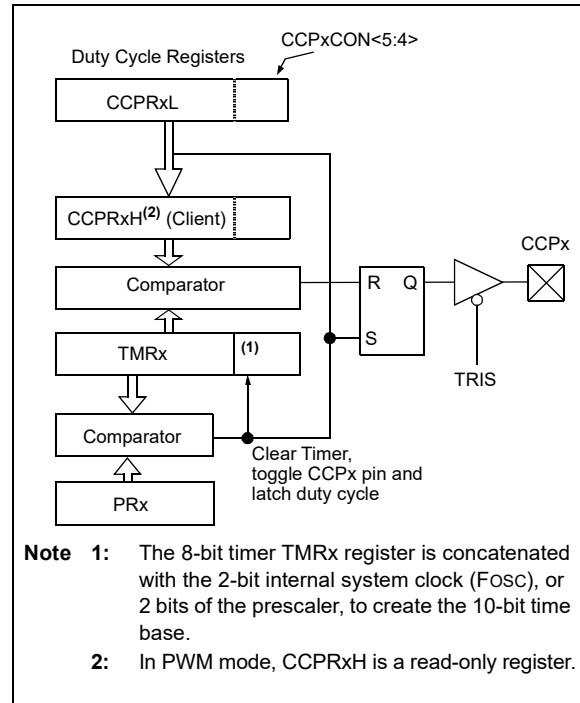 CCPxCON<5:4>
Duty Cycle Registers
CCPRxL
CCPRxH(2) (Client)
CCPx
Comparator
R Q
TMRx
(1)
S
TRIS
Comparator
Clear Timer,
toggle CCPx pin and
latch duty cycle
PRx
Note 1: The 8-bit timer TMRx register is concatenated
with the 2-bit internal system clock (FOSC), or
2 bits of the prescaler, to create the 10-bit time
base.
2: In PWM mode, CCPRxH is a read-only register.